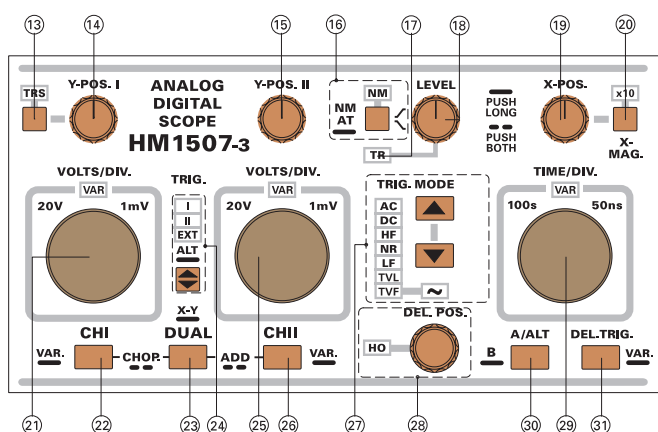 13 14 15 16 17 18 19 20
TRS
Y-POS. I
ANALOG
DIGITAL
SCOPE
HM1507-3
Y-POS. II
NM
AT
NM
LEVEL
TR
PUSH
LONG
PUSH
BOTH
X-POS.
x10
X-
MAG.
VOLTS/DIV.
VAR
20V 1mV
TRIG.
I
II
EXT
ALT
VOLTS/DIV.
VAR
20V 1mV
TRIG. MODE
AC
DC
HF
NR
LF
TVL
TVF
~
TIME/DIV.
VAR
100s 50ns
X-Y
CHI DUAL CHII
VAR. CHOP. ADD VAR.
DEL. POS.
HO
A/ALT DEL.TRIG.
B VAR.
21 22 23 24 25 26 27 28 30 29 31